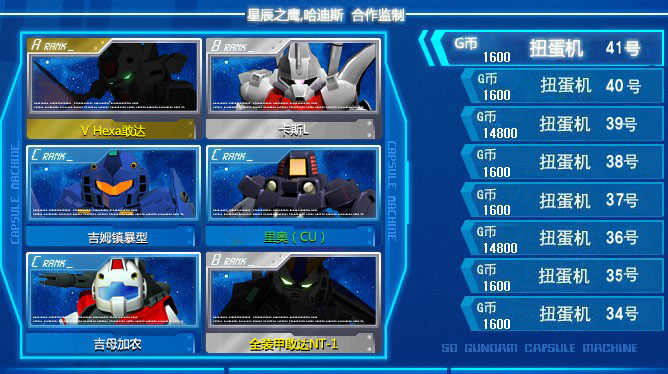 星辰之鹰,哈迪斯 合作监制
A RANK_
V Hexa敢达
B RANK_
卡斯L
C RANK_
吉姆镇暴型
C RANK_
里奥（CU）
C RANK_
吉母加农
B RANK_
全装甲敢达NT-1
CAPSULE MACHINE
CAPSULE MACHINE
G币 1600 扭蛋机 41号
G币 1600 扭蛋机 40号
G币 14800 扭蛋机 39号
G币 1600 扭蛋机 38号
G币 1600 扭蛋机 37号
G币 14800 扭蛋机 36号
G币 1600 扭蛋机 35号
G币 1600 扭蛋机 34号
SD GUNDAM CAPSULE MACHINE